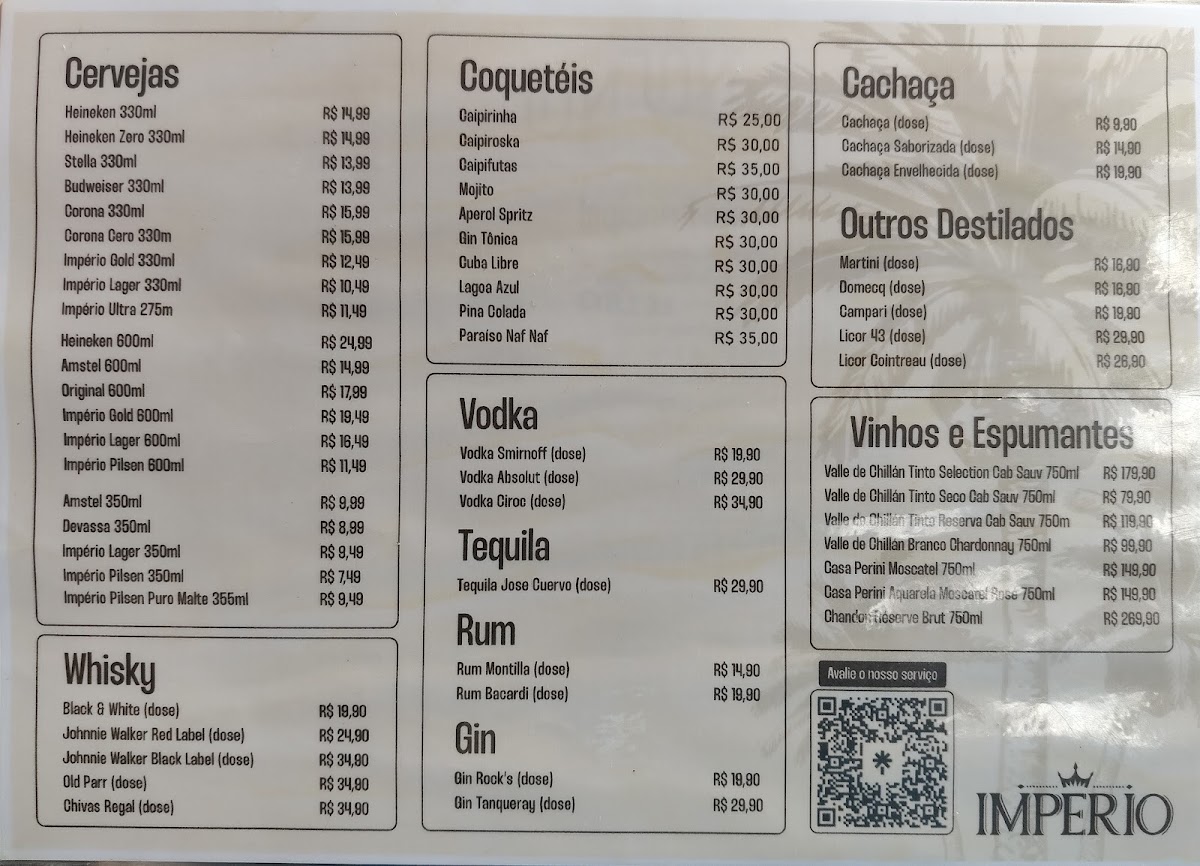 Cervejas
Heineken 330ml R$ 14,99
Heineken Zero 330ml R$ 14,99
Stella 330ml R$ 13,99
Budweiser 330ml R$ 13,99
Corona 330ml R$ 15,99
Corona Cero 330m R$ 15,99
Império Gold 330ml R$ 12,49
Império Lager 330ml R$ 10,49
Império Ultra 275m R$ 11,49
Heineken 600ml R$ 24,99
Amstel 600ml R$ 14,99
Original 600ml R$ 17,99
Império Gold 600ml R$ 19,49
Império Lager 600ml R$ 16,49
Império Pilsen 600ml R$ 11,49
Amstel 350ml R$ 9,99
Devassa 350ml R$ 8,99
Império Lager 350ml R$ 9,49
Império Pilsen 350ml R$ 7,49
Império Pilsen Puro Malte 355ml R$ 9,49
Whisky
Black & White (dose) R$ 19,90
Johnnie Walker Red Label (dose) R$ 24,90
Johnnie Walker Black Label (dose) R$ 34,90
Old Parr (dose) R$ 34,90
Chivas Regal (dose) R$ 34,90
Coquetéis
Caipirinha R$ 25,00
Caipiroska R$ 30,00
Caipifutas R$ 35,00
Mojito R$ 30,00
Aperol Spritz R$ 30,00
Gin Tônica R$ 30,00
Cuba Libre R$ 30,00
Lagoa Azul R$ 30,00
Pina Colada R$ 30,00
Paraíso Naf Naf R$ 35,00
Vodka
Vodka Smirnoff (dose) R$ 19,90
Vodka Absolut (dose) R$ 29,90
Vodka Ciroc (dose) R$ 34,90
Tequila
Tequila Jose Cuervo (dose) R$ 29,90
Rum
Rum Montilla (dose) R$ 14,90
Rum Bacardi (dose) R$ 19,90
Gin
Gin Rock's (dose) R$ 19,90
Gin Tanqueray (dose) R$ 29,90
Cachaça
Cachaça (dose) R$ 9,90
Cachaça Saborizada (dose) R$ 14,90
Cachaça Envelhecida (dose) R$ 19,90
Outros Destilados
Martini (dose) R$ 16,90
Domecq (dose) R$ 16,90
Campari (dose) R$ 19,90
Licor 43 (dose) R$ 29,90
Licor Cointreau (dose) R$ 26,90
Vinhos e Espumantes
Valle de Chillán Tinto Selection Cab Sauv 750ml R$ 179,90
Valle de Chillán Tinto Seco Cab Sauv 750ml R$ 79,90
Valle de Chillán Tinto Reserva Cab Sauv 750m R$ 119,90
Valle de Chillán Branco Chardonnay 750ml R$ 99,90
Casa Perini Moscatel 750ml R$ 149,90
Casa Perini Aquarela Moscatel Rose 750ml R$ 149,90
Chandon Réserve Brut 750ml R$ 269,90
Avalie o nosso serviço
IMPÉRIO